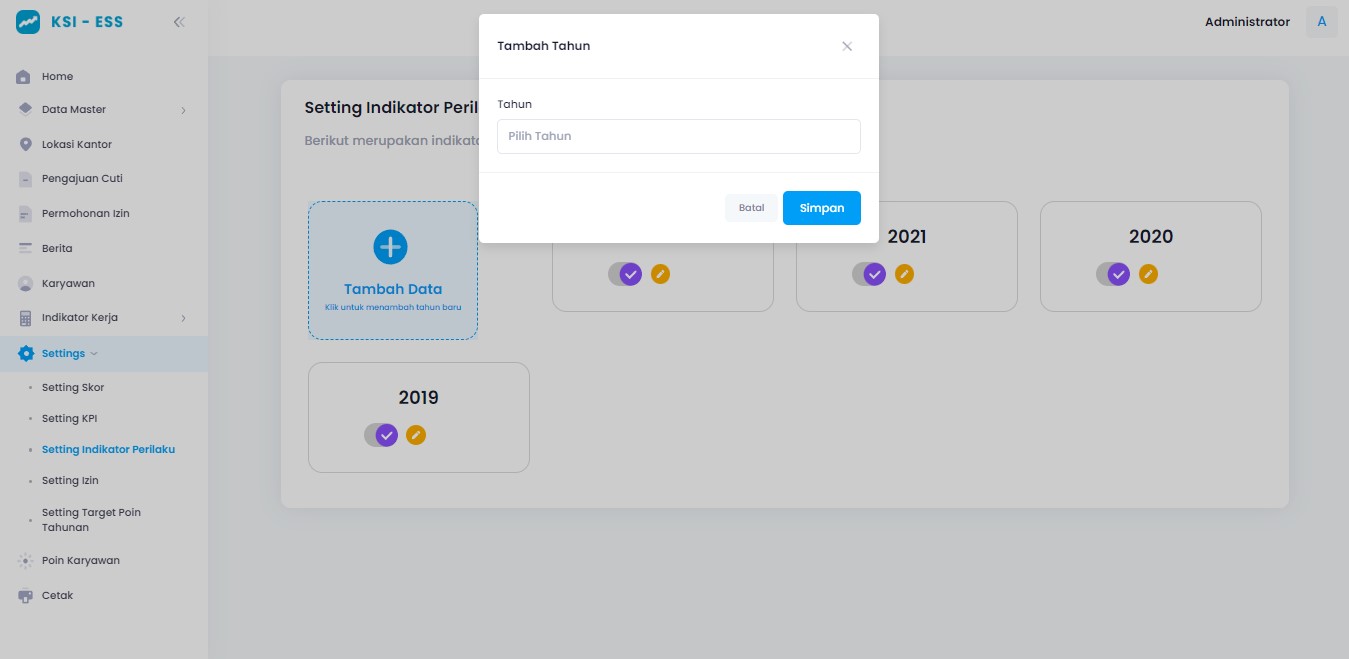 KSI - ESS
Administrator
A
Home
Data Master
Lokasi Kantor
Pengajuan Cuti
Permohonan Izin
Berita
Karyawan
Indikator Kerja
Settings
Setting Skor
Setting KPI
Setting Indikator Perilaku
Setting Izin
Setting Target Poin
Tahunan
Poin Karyawan
Cetak
Tambah Tahun
Tahun
Pilih Tahun
Batal
Simpan
Setting Indikator Peril
Berikut merupakan
Tambah Data
Klik untuk menambah tahun baru
2021
2020
2019